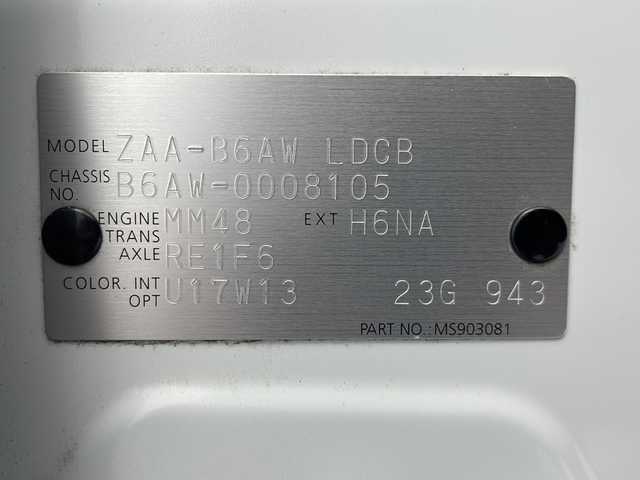 MODEL ZAA-B6AW LDCB
CHASSIS NO. B6AW-0008105
ENGINE MM48 EXT H6NA
TRANS AXLE RE1F6
COLOR. INT OPT U17W13 23G 943
PART NO.: MS903081